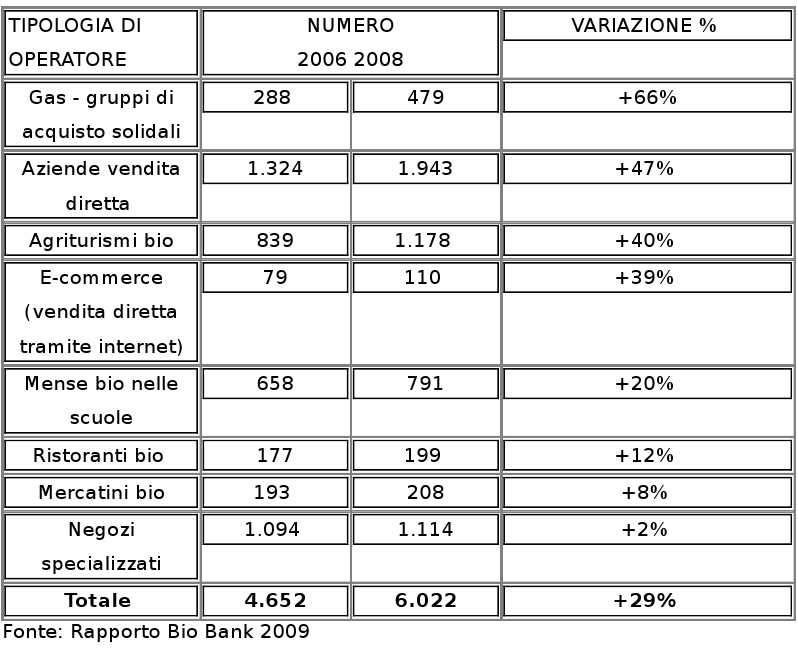 TIPOLOGIA DI NUMERO VARIAZIONE %
OPERATORE 2006 2008
Gas - gruppi di 288 479 +66%
acquisto solidali
Aziende vendita 1.324 1.943 +47%
diretta
Agriturismi bio 839 1.178 +40%
E-commerce 79 110 +39%
(vendita diretta
tramite internet)
Mense bio nelle 658 791 +20%
scuole
Ristoranti bio 177 199 +12%
Mercatini bio 193 208 +8%
Negozi 1.094 1.114 +2%
specializzati
Totale 4.652 6.022 +29%
Fonte: Rapporto Bio Bank 2009